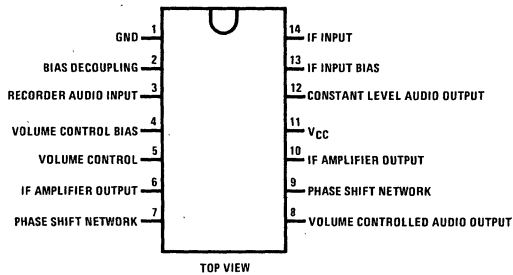 1 14
GND IF INPUT
2 13
BIAS DECOUPLING IF INPUT BIAS
3 12
RECORDER AUDIO INPUT CONSTANT LEVEL AUDIO OUTPUT
4 11
VOLUME CONTROL BIAS VCC
5 10
VOLUME CONTROL IF AMPLIFIER OUTPUT
6 9
IF AMPLIFIER OUTPUT PHASE SHIFT NETWORK
7 8
PHASE SHIFT NETWORK VOLUME CONTROLLED AUDIO OUTPUT
TOP VIEW